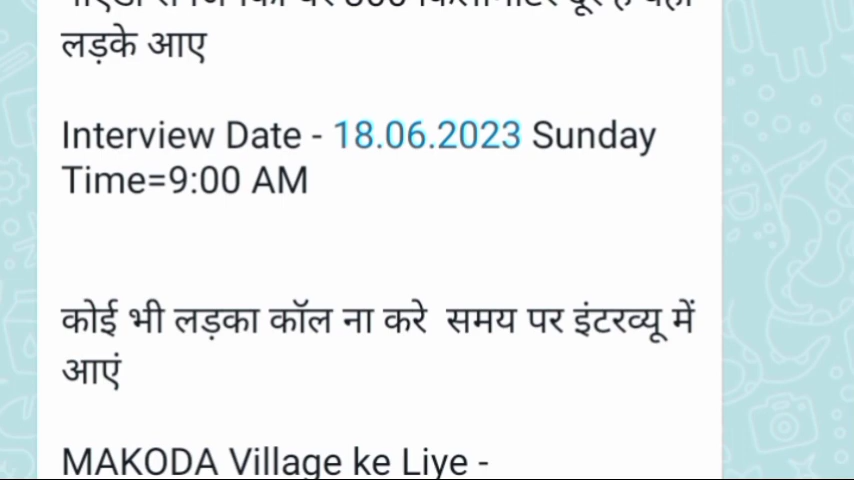 लड़के आए
Interview Date - 18.06.2023 Sunday
Time=9:00 AM
कोई भी लड़का कॉल ना करे समय पर इंटरव्यू में
आएं
MAKODA Village ke Liye -